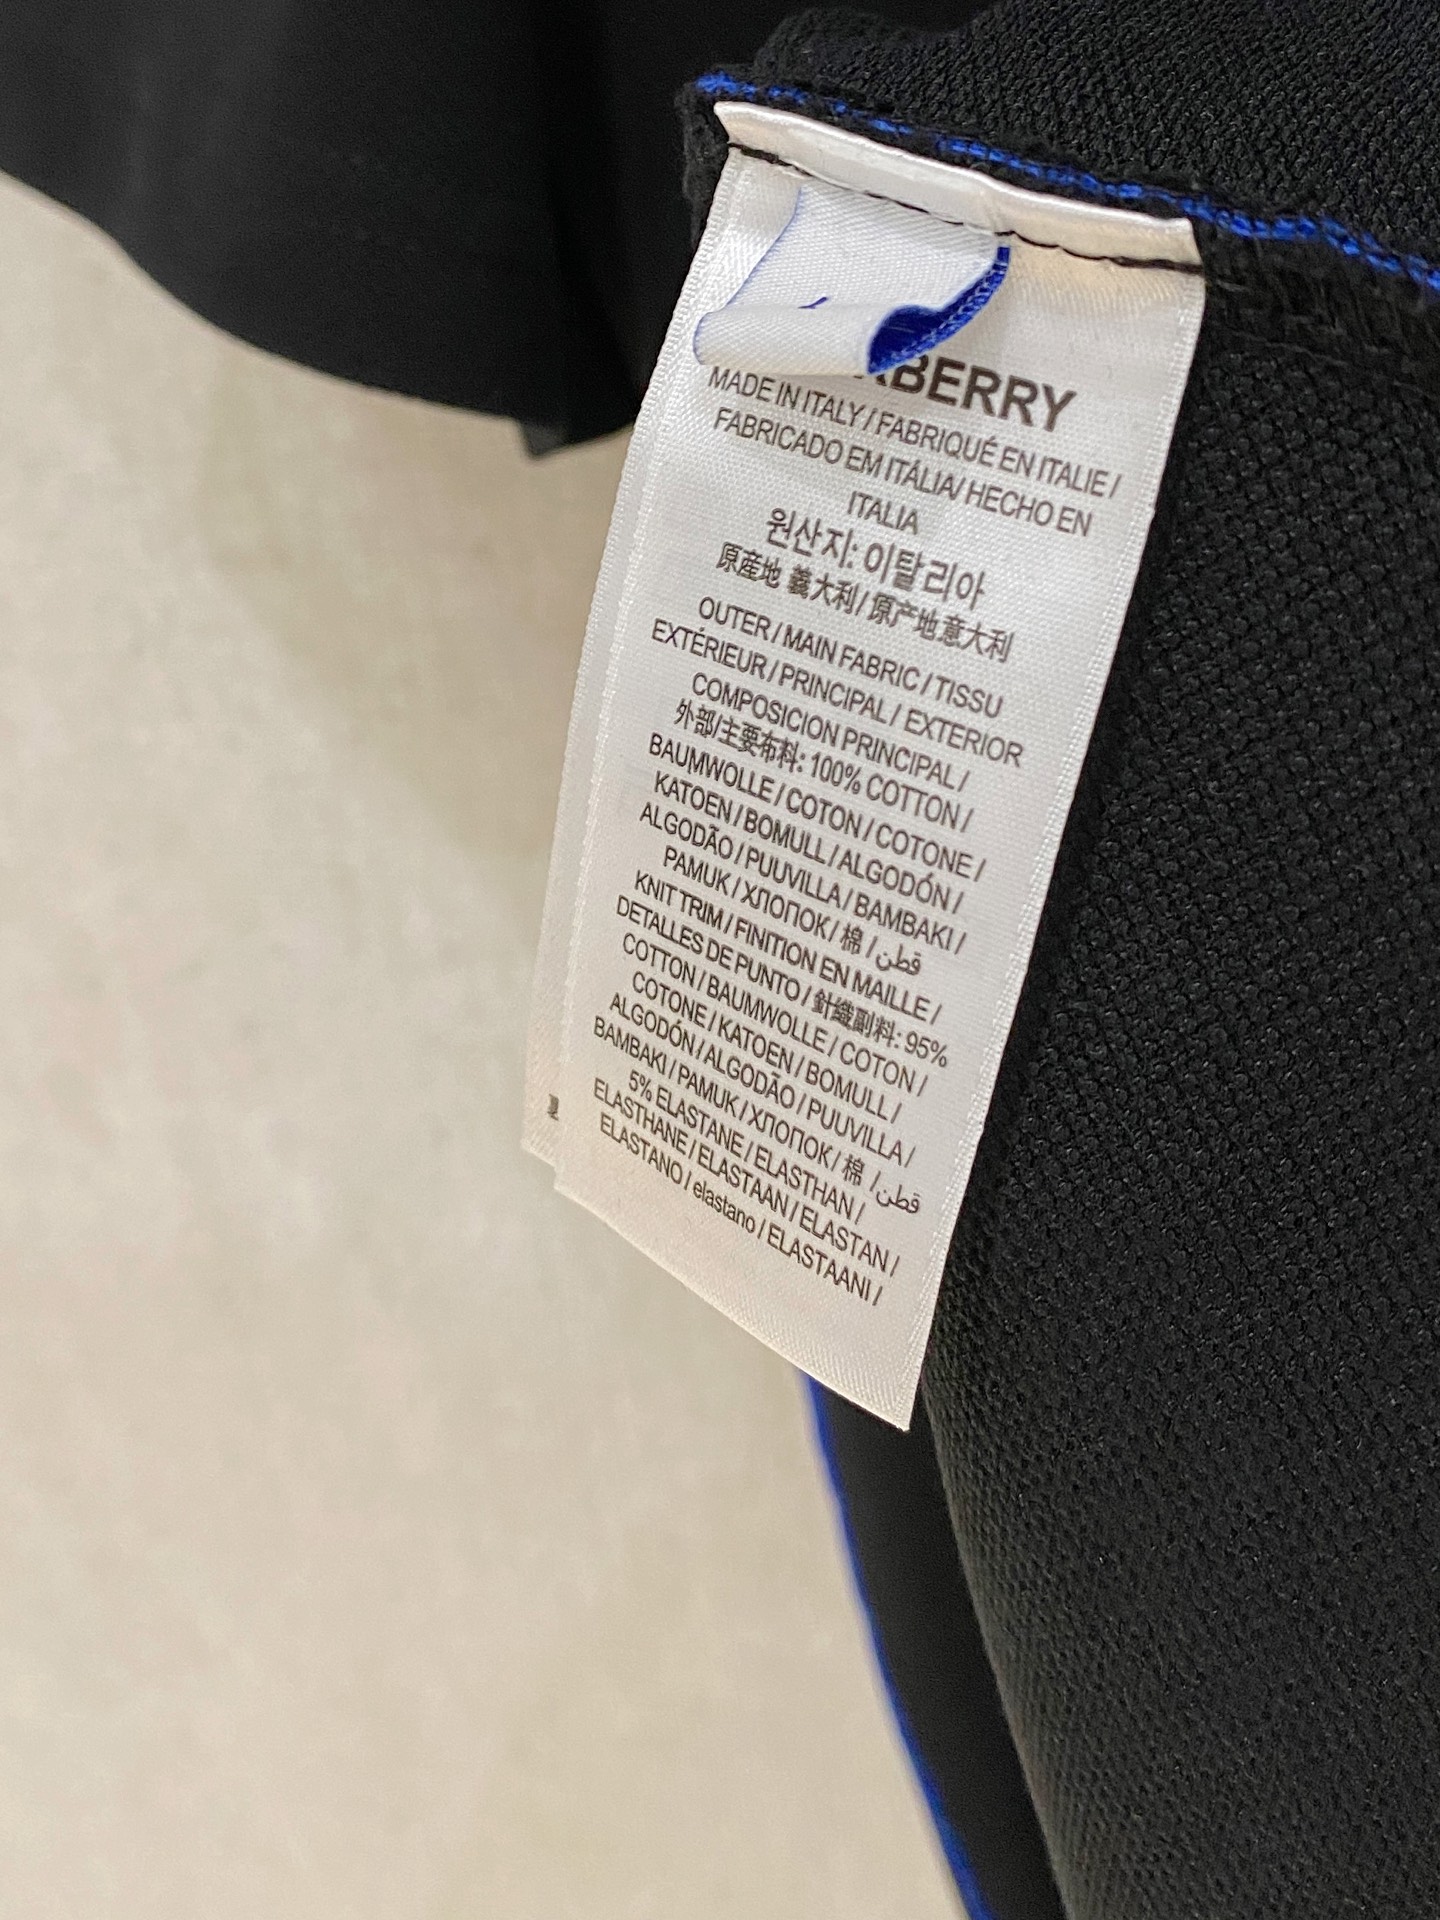 BERRY
MADE IN ITALY / FABRIQUÉ EN ITALIE /
FABRICADO EM ITÁLIA/ HECHO EN
ITALIA
원산지: 이탈리아
原産地 義大利/ 原产地意大利
OUTER / MAIN FABRIC / TISSU
EXTÉRIEUR / PRINCIPAL / EXTERIOR
COMPOSICION PRINCIPAL /
外部/主要布料: 100% COTTON /
BAUMWOLLE / COTON / COTONE /
KATOEN / BOMULL / ALGODÓN /
ALGODÃO / PUUVILLA / BAMBAKI /
PAMUK / ХЛОПОК / 棉 / قطن
KNIT TRIM / FINITION EN MAILLE /
DETALLES DE PUNTO / 針織副料: 95%
COTTON / BAUMWOLLE / COTON /
COTONE / KATOEN / BOMULL /
ALGODÓN / ALGODÃO / PUUVILLA /
BAMBAKI / PAMUK / ХЛОПОК / 棉 / قطن
5% ELASTANE / ELASTHAN /
ELASTHANE / ELASTAAN / ELASTAN /
ELASTANO / elastano / ELASTAANI /